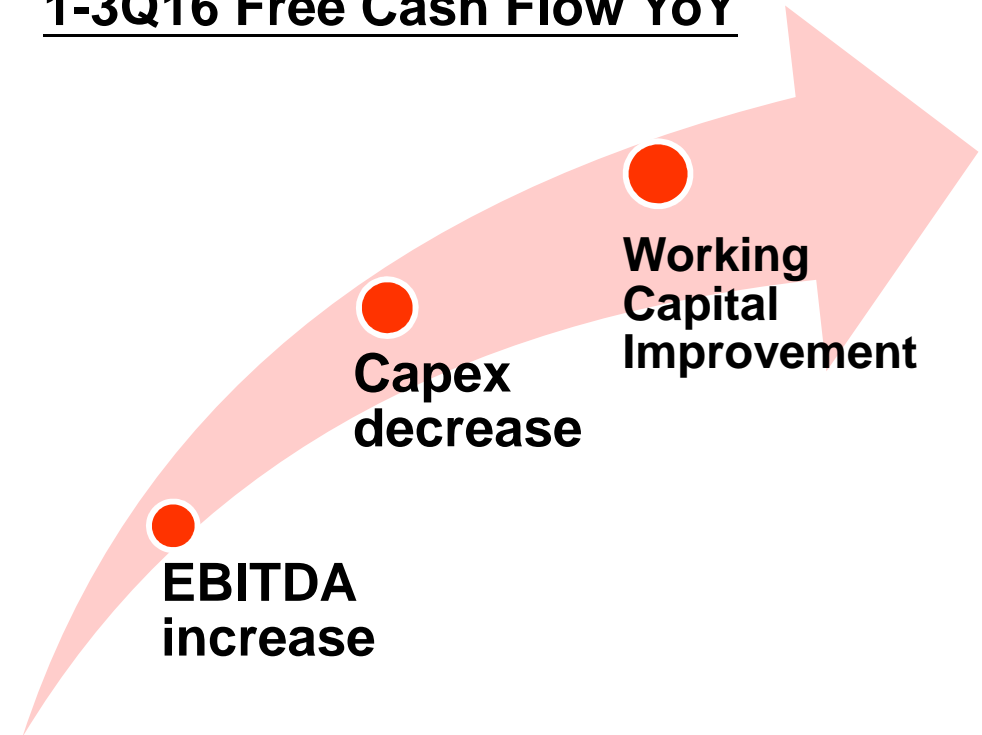 1-3Q16 Free Cash Flow YoY
Working
Capital
Improvement
Capex
decrease
EBITDA
increase